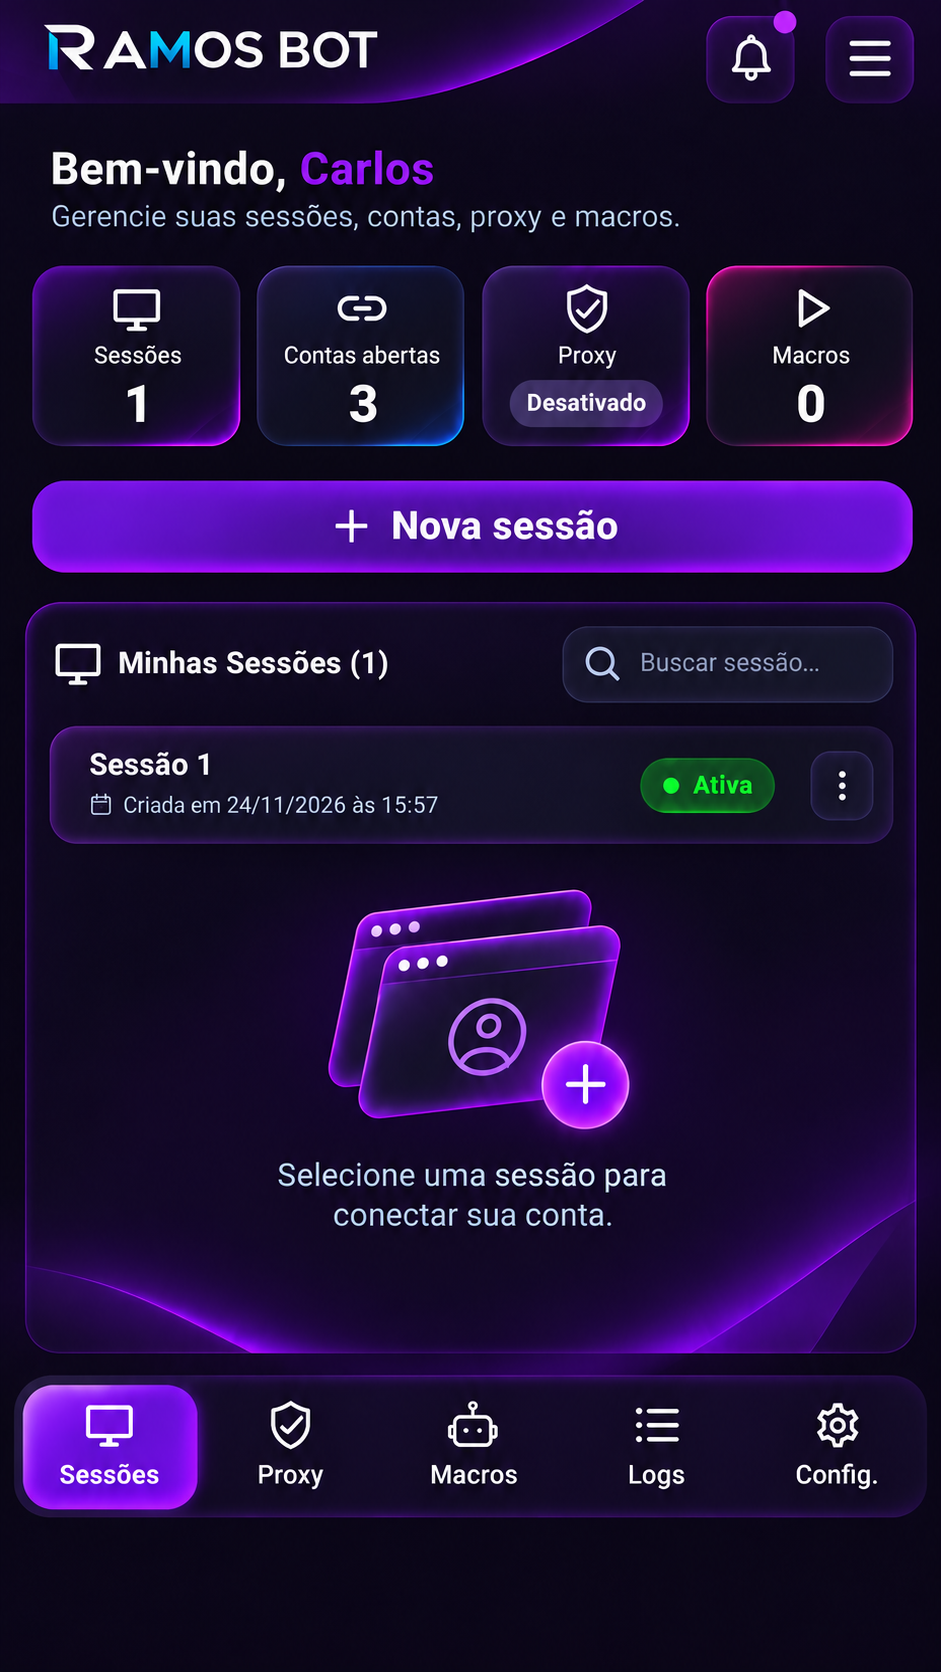 RAMOS BOT
Bem-vindo, Carlos
Gerencie suas sessões, contas, proxy e macros.
Sessões
1
Contas abertas
3
Proxy
Desativado
Macros
0
+ Nova sessão
Minhas Sessões (1)
Buscar sessão...
Sessão 1
Criada em 24/11/2026 às 15:57
Ativa
Selecione uma sessão para
conectar sua conta.
Sessões
Proxy
Macros
Logs
Config.